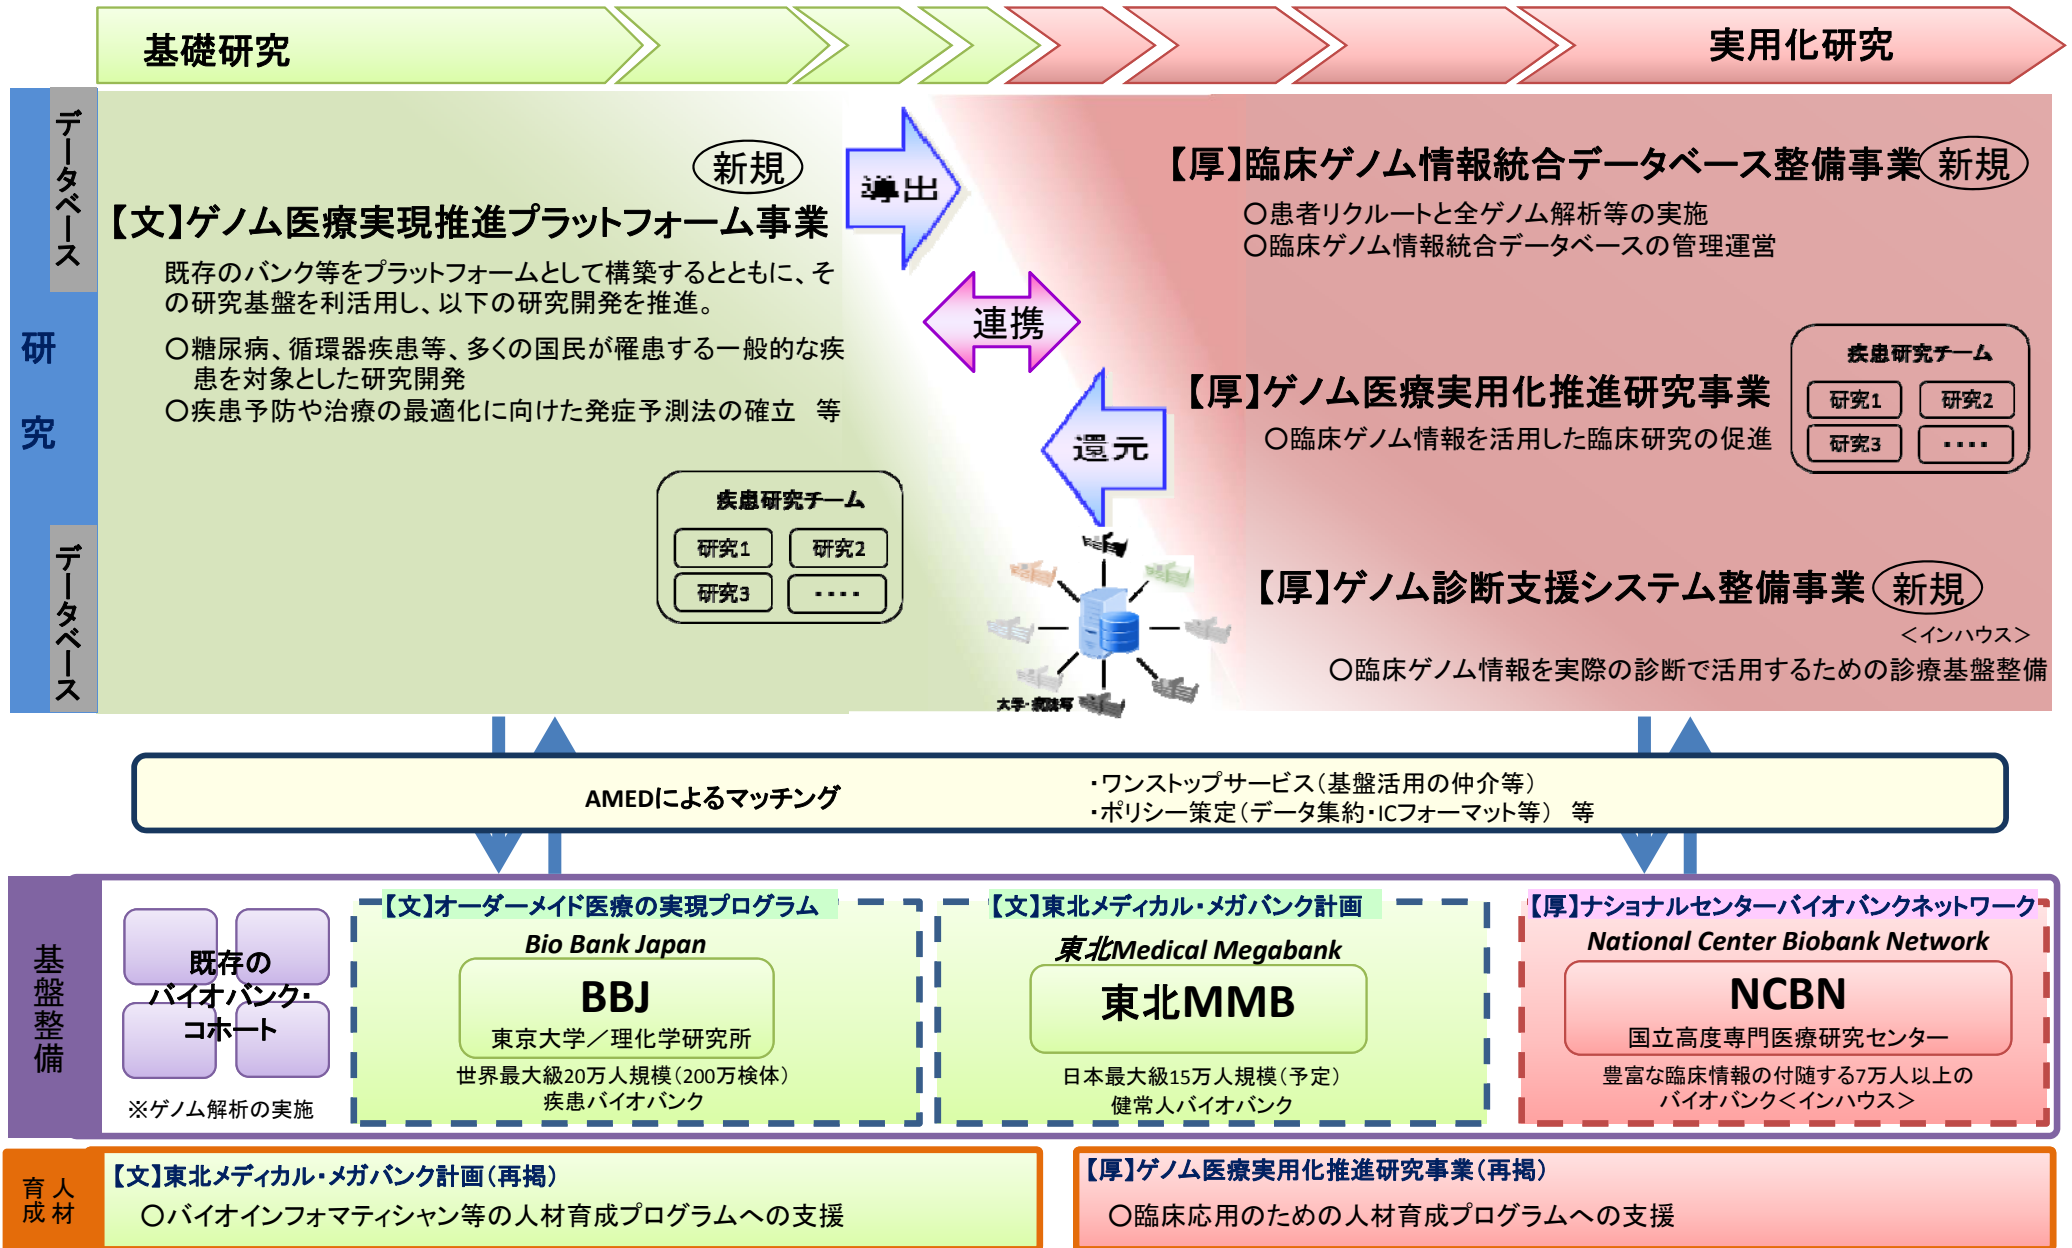 基礎研究
実用化研究
データベース
研究
データベース
新規
【文】ゲノム医療実現推進プラットフォーム事業
既存のバンク等をプラットフォームとして構築するとともに、そ
の研究基盤を利活用し、以下の研究開発を推進。
○糖尿病、循環器疾患等、多くの国民が罹患する一般的な疾
患を対象とした研究開発
○疾患予防や治療の最適化に向けた発症予測法の確立　等
疾患研究チーム
研究1
研究2
研究3
・・・・
導出
連携
還元
大学・病院等
【厚】臨床ゲノム情報統合データベース整備事業
新規
○患者リクルートと全ゲノム解析等の実施
○臨床ゲノム情報統合データベースの管理運営
【厚】ゲノム医療実用化推進研究事業
○臨床ゲノム情報を活用した臨床研究の促進
疾患研究チーム
研究1
研究2
研究3
・・・・
【厚】ゲノム診断支援システム整備事業
新規
＜インハウス＞
○臨床ゲノム情報を実際の診断で活用するための診療基盤整備
AMEDによるマッチング
・ワンストップサービス（基盤活用の仲介等）
・ポリシー策定（データ集約・ICフォーマット等）　等
基盤整備
既存の
バイオバンク・
コホート
※ゲノム解析の実施
【文】オーダーメイド医療の実現プログラム
Bio Bank Japan
BBJ
東京大学／理化学研究所
世界最大級20万人規模（200万検体）
疾患バイオバンク
【文】東北メディカル・メガバンク計画
東北Medical Megabank
東北MMB
日本最大級15万人規模（予定）
健常人バイオバンク
【厚】ナショナルセンターバイオバンクネットワーク
National Center Biobank Network
NCBN
国立高度専門医療研究センター
豊富な臨床情報の付随する7万人以上の
バイオバンク＜インハウス＞
人材育成
【文】東北メディカル・メガバンク計画（再掲）
○バイオインフォマティシャン等の人材育成プログラムへの支援
【厚】ゲノム医療実用化推進研究事業（再掲）
○臨床応用のための人材育成プログラムへの支援